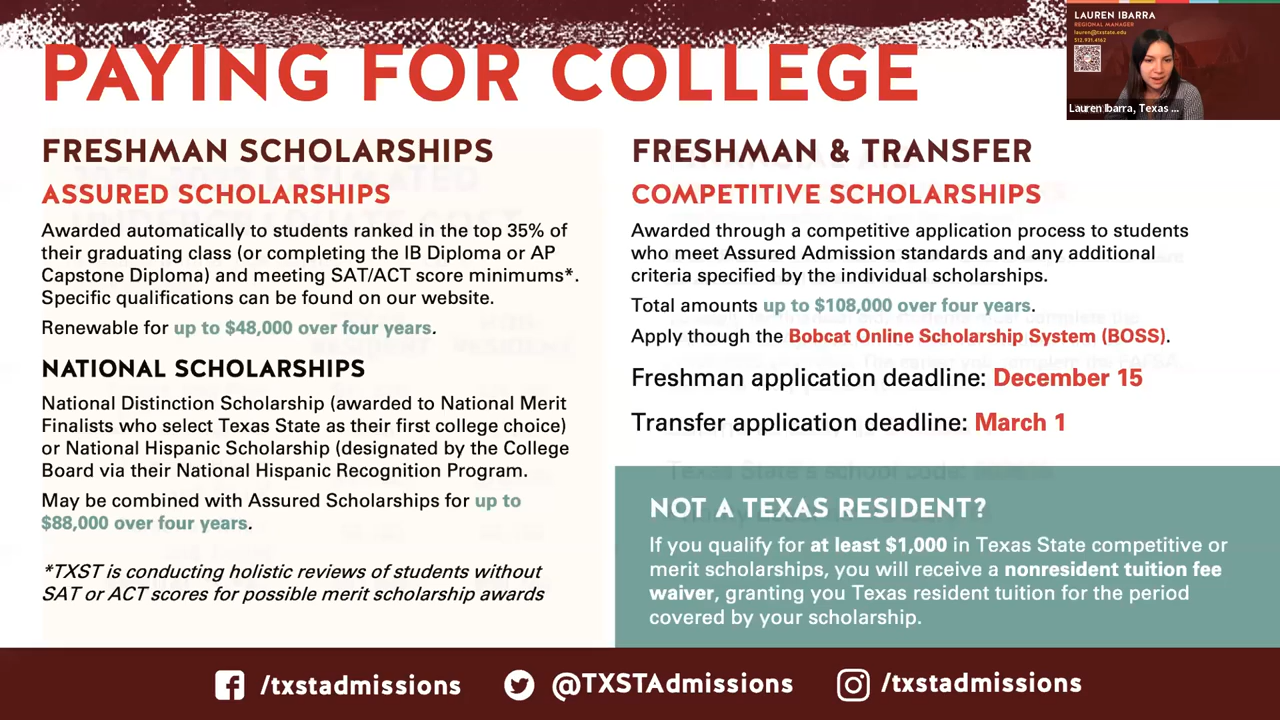 PAYING FOR COLLEGE
LAUREN IBARRA
REGIONAL MANAGER
lauren@txstate.edu
512.931.4162
Lauren Ibarra, Texas ...
FRESHMAN SCHOLARSHIPS
ASSURED SCHOLARSHIPS
Awarded automatically to students ranked in the top 35% of
their graduating class (or completing the IB Diploma or AP
Capstone Diploma) and meeting SAT/ACT score minimums*.
Specific qualifications can be found on our website.
Renewable for up to $48,000 over four years.
NATIONAL SCHOLARSHIPS
National Distinction Scholarship (awarded to National Merit
Finalists who select Texas State as their first college choice)
or National Hispanic Scholarship (designated by the College
Board via their National Hispanic Recognition Program.
May be combined with Assured Scholarships for up to
$88,000 over four years.
*TXST is conducting holistic reviews of students without
SAT or ACT scores for possible merit scholarship awards
FRESHMAN & TRANSFER
COMPETITIVE SCHOLARSHIPS
Awarded through a competitive application process to students
who meet Assured Admission standards and any additional
criteria specified by the individual scholarships.
Total amounts up to $108,000 over four years.
Apply though the Bobcat Online Scholarship System (BOSS).
Freshman application deadline: December 15
Transfer application deadline: March 1
Texas State's school code:
NOT A TEXAS RESIDENT?
If you qualify for at least $1,000 in Texas State competitive or
merit scholarships, you will receive a nonresident tuition fee
waiver, granting you Texas resident tuition for the period
covered by your scholarship.
/txstadmissions
@TXSTAdmissions
/txstadmissions